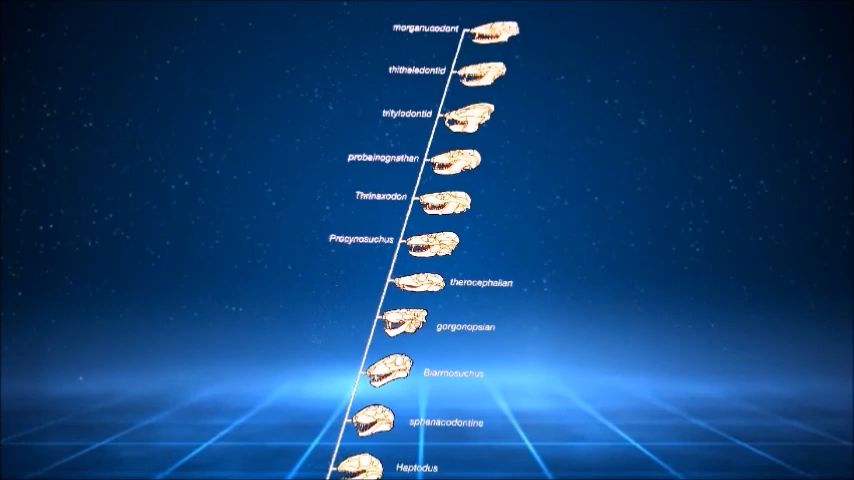 morganucodont
thitheledontid
tritylodontid
probainognathan
Thrinaxodon
Procynosuchus
therocephalian
gorgonopsian
Biarmosuchus
sphenacodontine
Haptodus